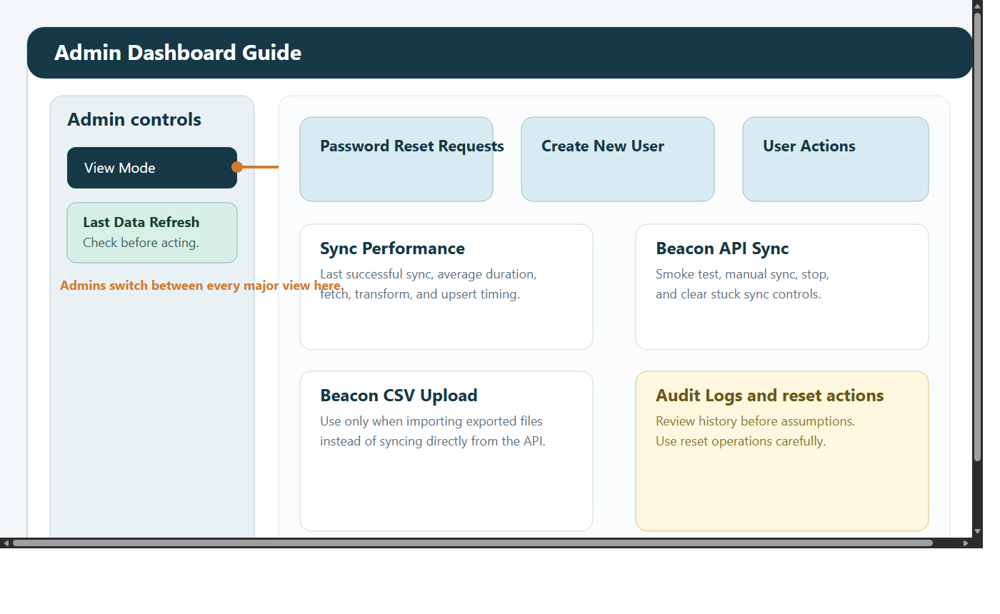 Admin Dashboard Guide
Admin controls
View Mode
Last Data Refresh
Check before acting.
Admins switch between every major view here.
Password Reset Requests
Create New User
User Actions
Sync Performance
Last successful sync, average duration,
fetch, transform, and upsert timing.
Beacon API Sync
Smoke test, manual sync, stop,
and clear stuck sync controls.
Beacon CSV Upload
Use only when importing exported files
instead of syncing directly from the API.
Audit Logs and reset actions
Review history before assumptions.
Use reset operations carefully.